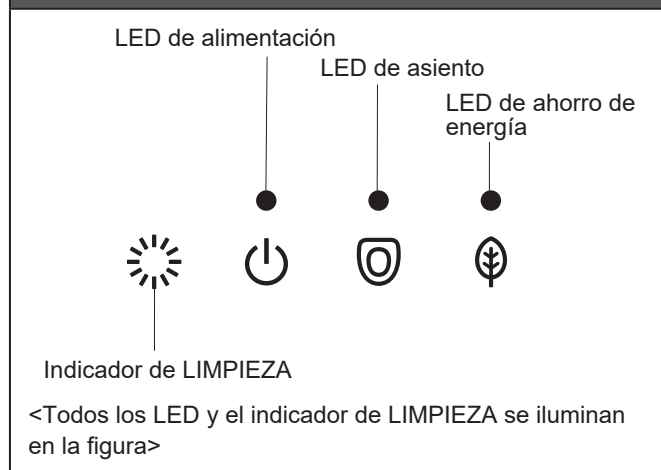 LED de alimentación
LED de asiento
LED de ahorro de
energía
Indicador de LIMPIEZA
<Todos los LED y el indicador de LIMPIEZA se iluminan
en la figura>